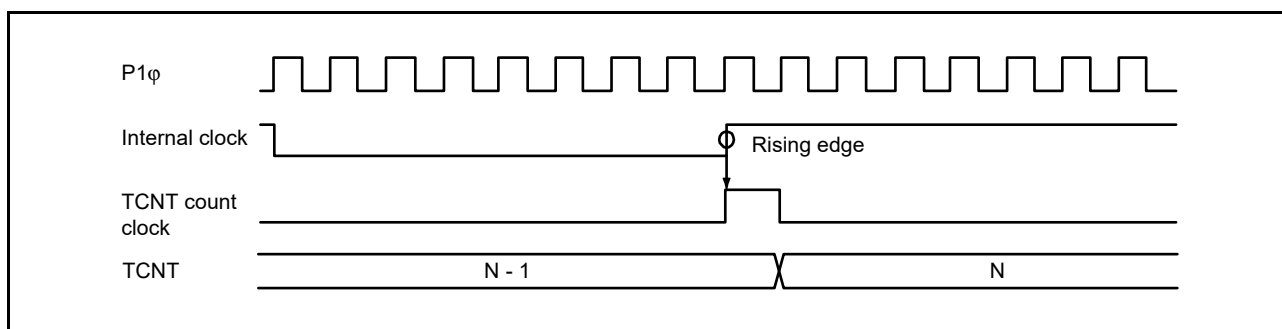 P1φ
Internal clock
Rising edge
TCNT count
clock
TCNT
N - 1
N